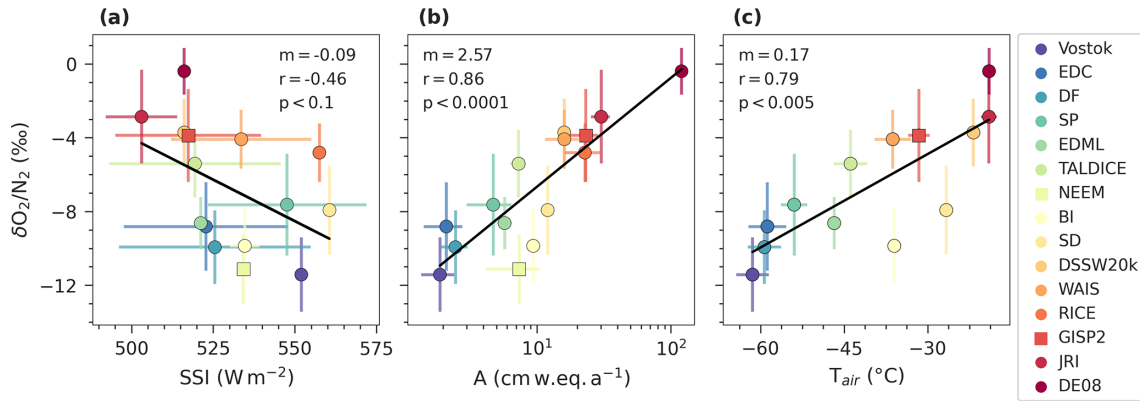 (a) (b) (c)
m = -0.09
r = -0.46
p < 0.1
m = 2.57
r = 0.86
p < 0.0001
m = 0.17
r = 0.79
p < 0.005
δO₂/N₂ (‰)
0
−4
−8
−12
500 525 550 575
SSI (W m⁻²)
10¹ 10²
A (cm w.eq. a⁻¹)
−60 −45 −30
T_air (°C)
Vostok
EDC
DF
SP
EDML
TALDICE
NEEM
BI
SD
DSSW20k
WAIS
RICE
GISP2
JRI
DE08